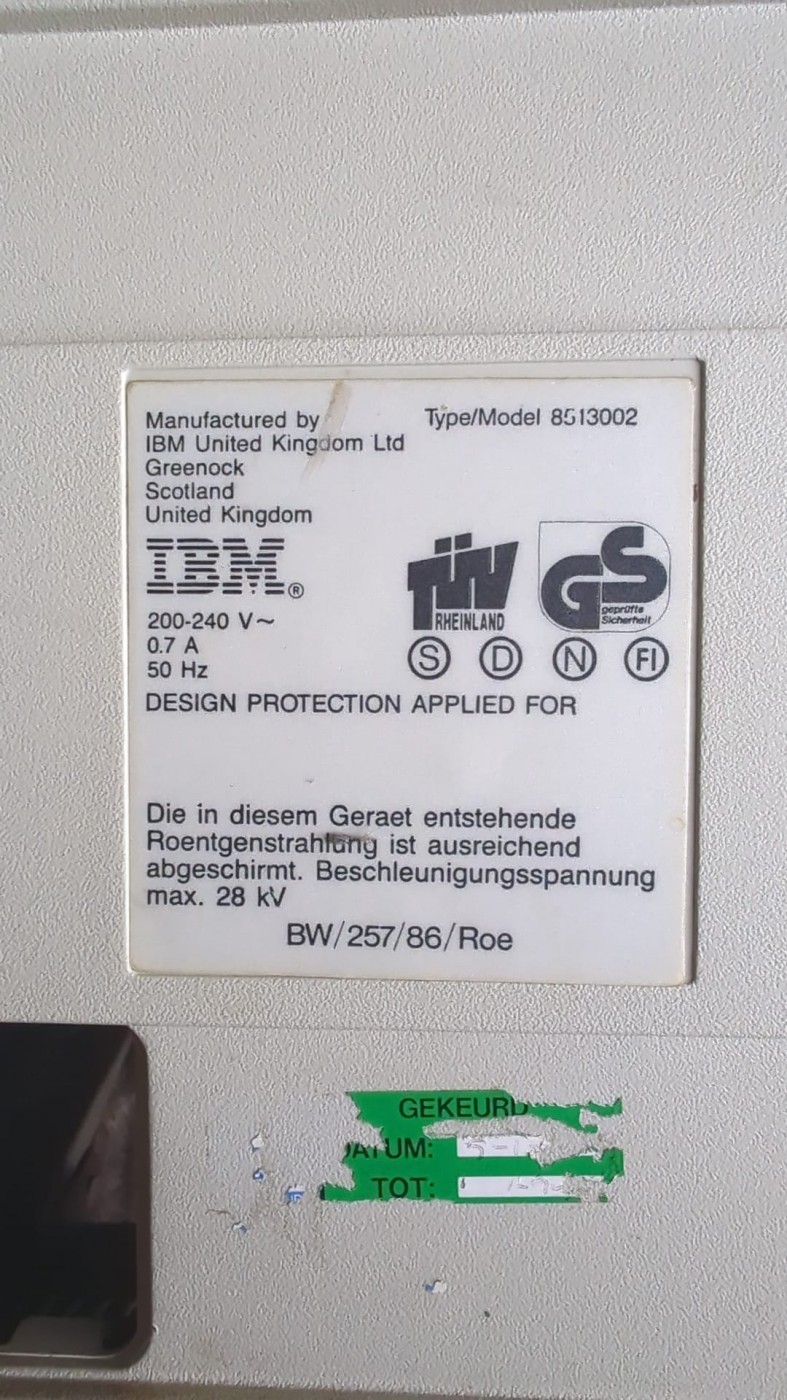 Manufactured by
Type/Model 8513002
IBM United Kingdom Ltd
Greenock
Scotland
United Kingdom
IBM®
TÜV
RHEINLAND
GS
geprüfte
Sicherheit
200-240 V~
0.7 A
50 Hz
S D N FI
DESIGN PROTECTION APPLIED FOR
Die in diesem Geraet entstehende
Roentgenstrahlung ist ausreichend
abgeschirmt. Beschleunigungsspannung
max. 28 kV
BW/257/86/Roe
GEKEURD
DATUM:
TOT: